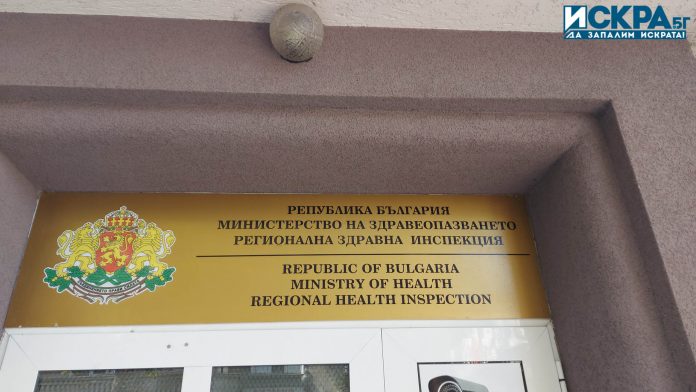 ИСКРА.БГ
ДА ЗАПАЛИМ ИСКРАТА!
РЕПУБЛИКА БЪЛГАРИЯ
МИНИСТЕРСТВО НА ЗДРАВЕОПАЗВАНЕТО
РЕГИОНАЛНА ЗДРАВНА ИНСПЕКЦИЯ
REPUBLIC OF BULGARIA
MINISTRY OF HEALTH
REGIONAL HEALTH INSPECTION